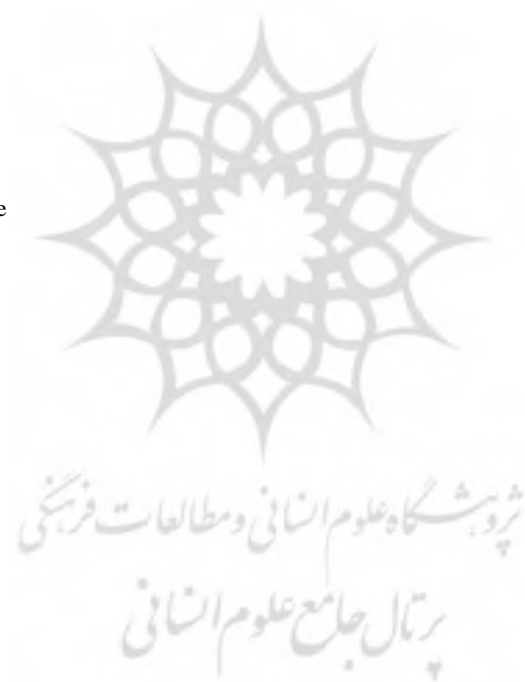 e
پژوهشگاه علوم انسانی و مطالعات فرهنگی
پرتال جامع علوم انسانی